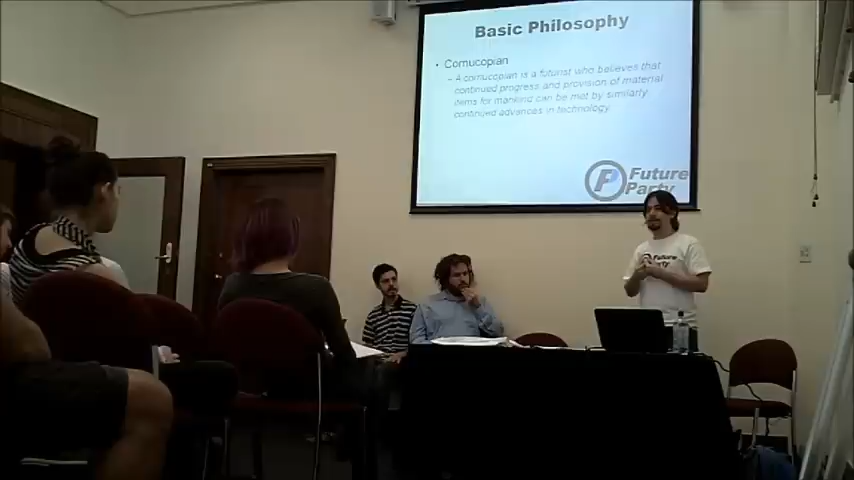 Basic Philosophy
• Cornucopian
– A cornucopian is a futurist who believes that
continued progress and provision of material
items for mankind can be met by similarly
continued advances in technology.
F Future
Party
Future